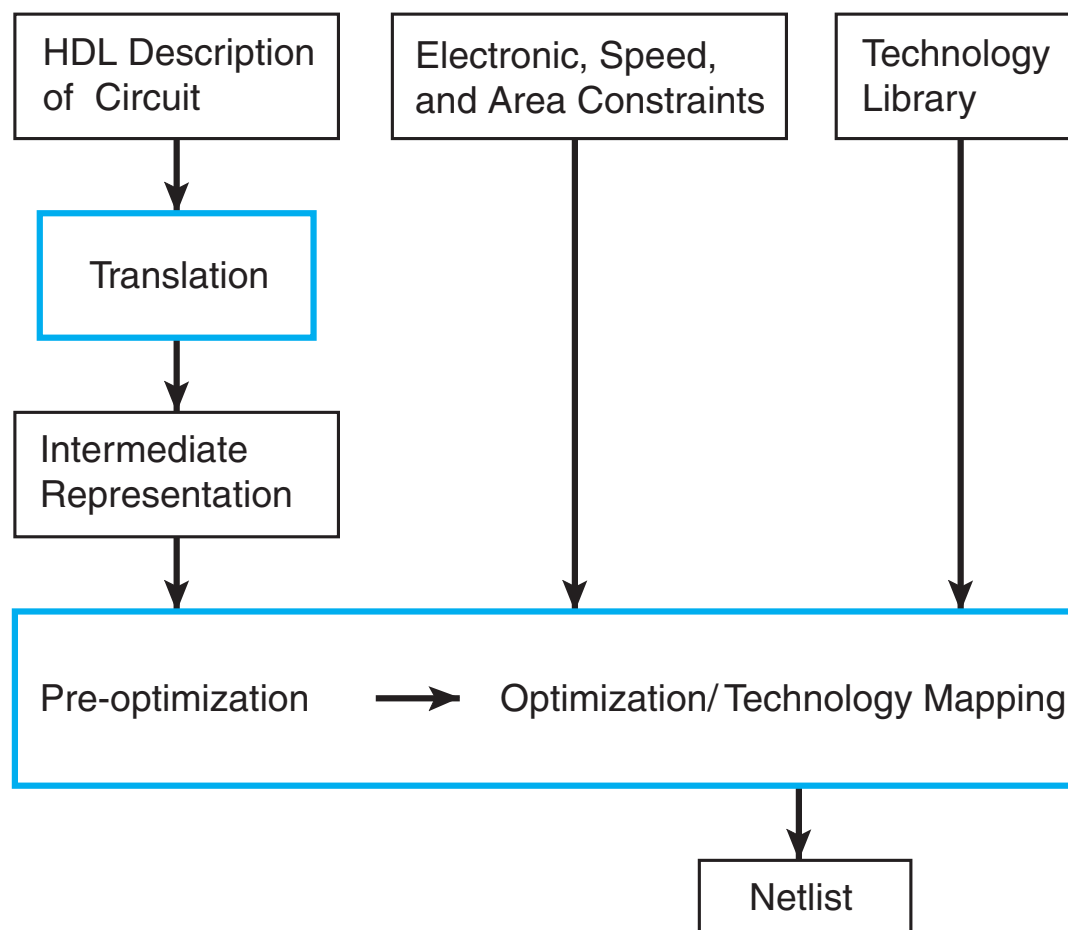 HDL Description
of Circuit
Electronic, Speed,
and Area Constraints
Technology
Library
Translation
Intermediate
Representation
Pre-optimization
Optimization/ Technology Mapping
Netlist